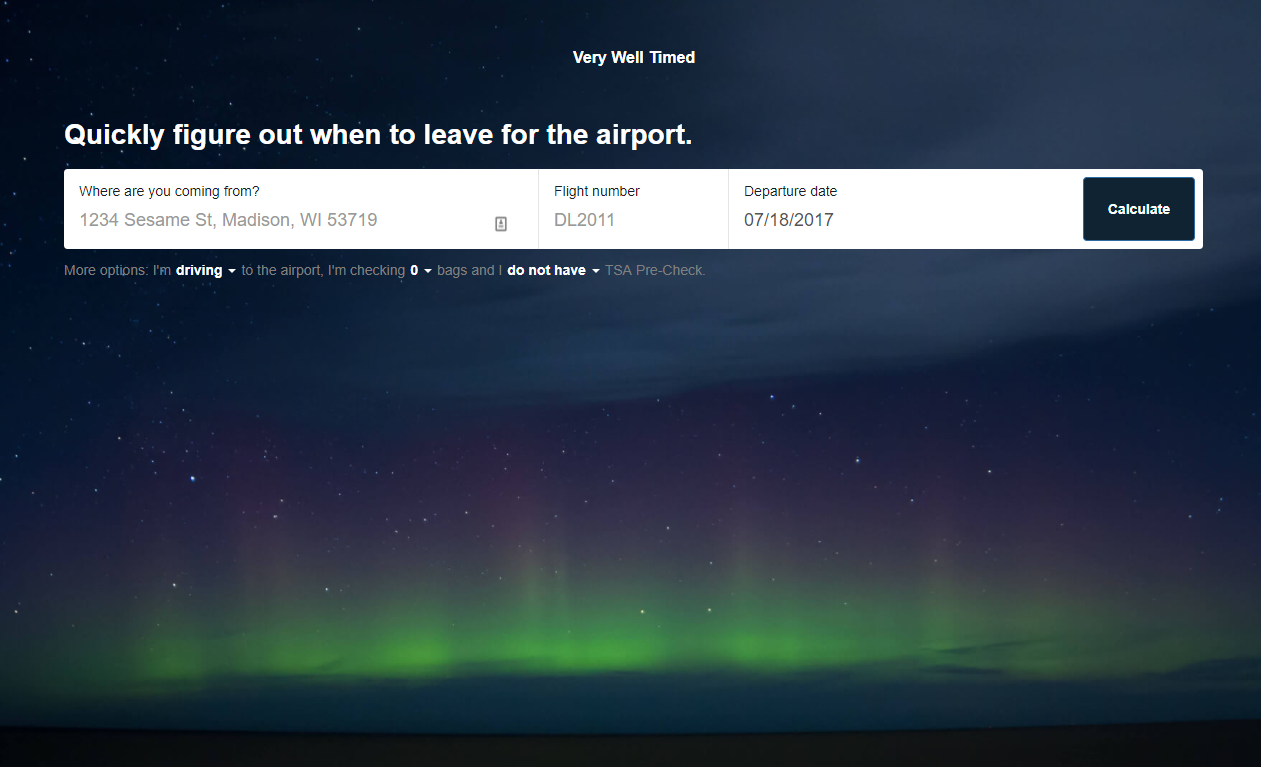 Very Well Timed
Quickly figure out when to leave for the airport.
Where are you coming from?
1234 Sesame St, Madison, WI 53719
Flight number
DL2011
Departure date
07/18/2017
Calculate
More options: I'm driving to the airport, I'm checking 0 bags and I do not have TSA Pre-Check.